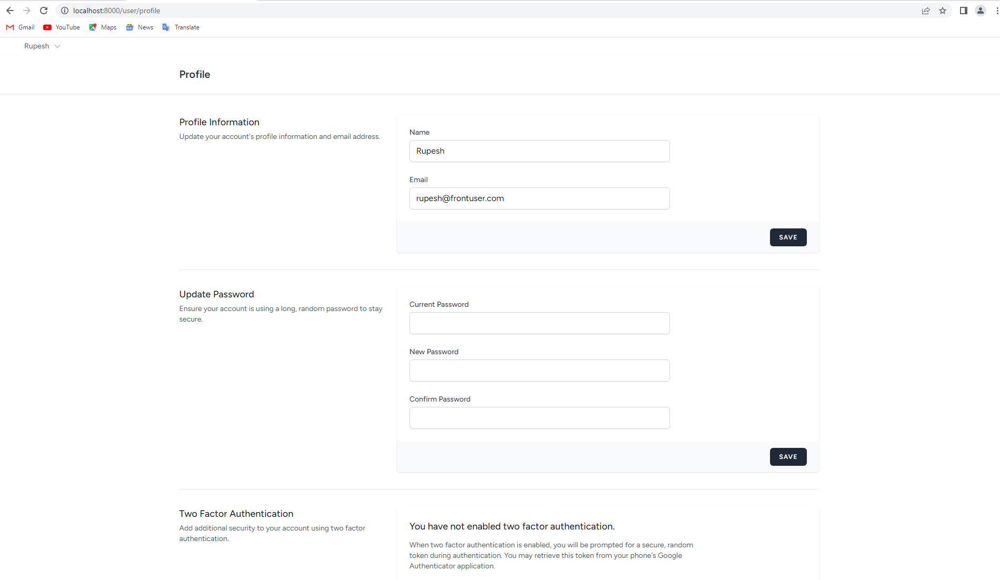 localhost:8000/user/profile
Gmail YouTube Maps News Translate
Rupesh
Profile
Profile Information
Update your account's profile information and email address.
Name
Rupesh
Email
rupesh@frontuser.com
SAVE
Update Password
Ensure your account is using a long, random password to stay
secure.
Current Password
New Password
Confirm Password
SAVE
Two Factor Authentication
Add additional security to your account using two factor
authentication.
You have not enabled two factor authentication.
When two factor authentication is enabled, you will be prompted for a secure, random
token during authentication. You may retrieve this token from your phone's Google
Authenticator application.